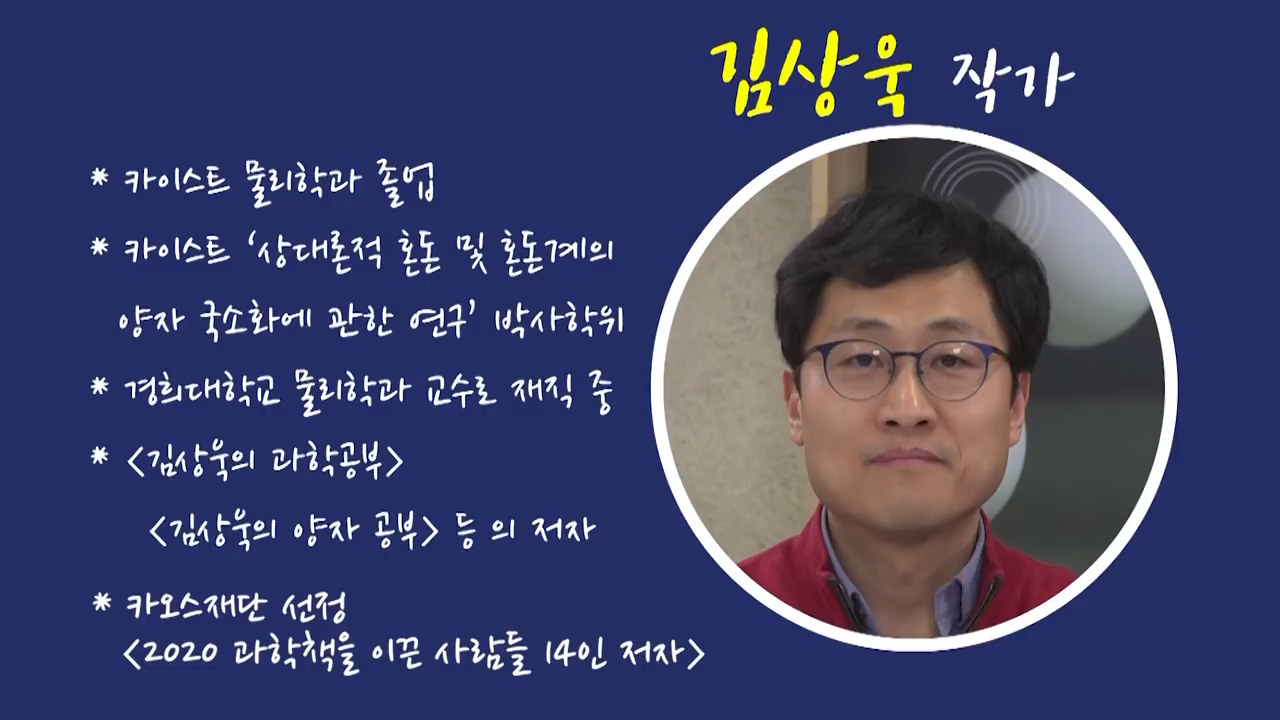 김상욱 작가
* 카이스트 물리학과 졸업
* 카이스트 ‘상대론적 혼돈 및 혼돈계의
양자 국소화에 관한 연구’ 박사학위
* 경희대학교 물리학과 교수로 재직 중
* <김상욱의 과학공부>
<김상욱의 양자 공부> 등 의 저자
* 카오스재단 선정
<2020 과학책을 이끈 사람들 14인 저자>